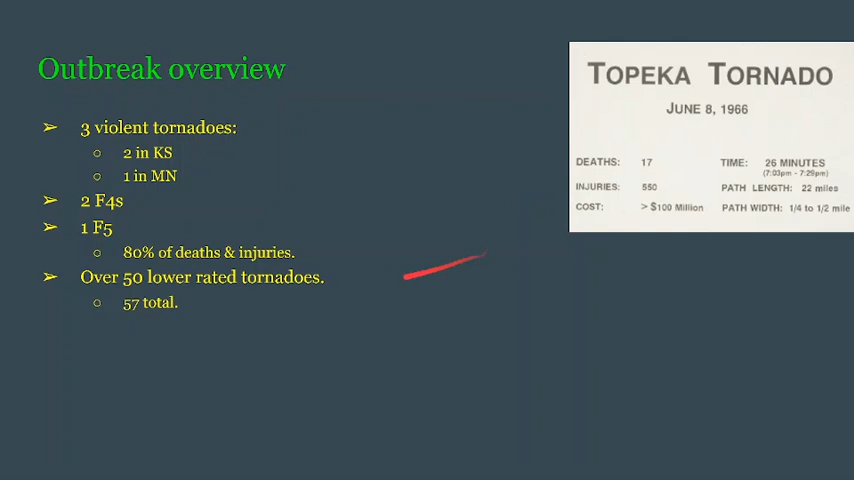 Outbreak overview
➢ 3 violent tornadoes:
○ 2 in KS
○ 1 in MN
➢ 2 F4s
➢ 1 F5
○ 80% of deaths & injuries.
➢ Over 50 lower rated tornadoes.
○ 57 total.
TOPEKA TORNADO
JUNE 8, 1966
DEATHS: 17 TIME: 26 MINUTES
(7:03pm - 7:29pm)
INJURIES: 550 PATH LENGTH: 22 miles
COST: > $100 Million PATH WIDTH: 1/4 to 1/2 mile